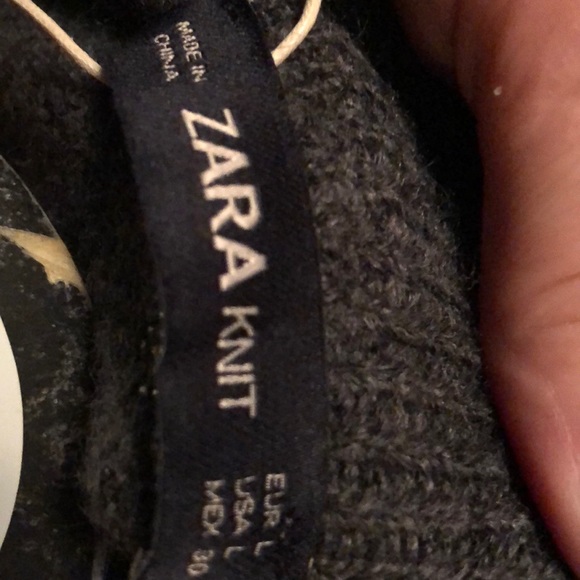 MADE IN
CHINA
ZARA KNIT
EUR L
USA L
MEX 30